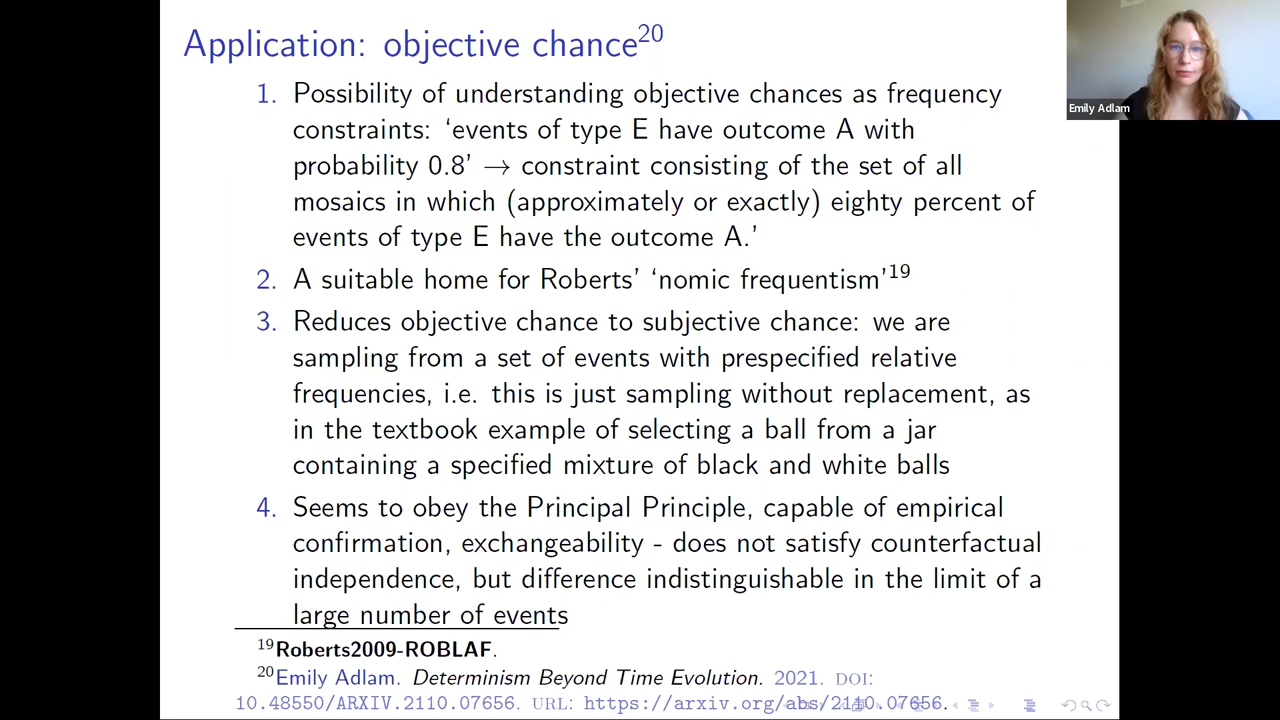 Application: objective chance20
1. Possibility of understanding objective chances as frequency
constraints: ‘events of type E have outcome A with
probability 0.8’ → constraint consisting of the set of all
mosaics in which (approximately or exactly) eighty percent of
events of type E have the outcome A.’
2. A suitable home for Roberts’ ‘nomic frequentism’19
3. Reduces objective chance to subjective chance: we are
sampling from a set of events with prespecified relative
frequencies, i.e. this is just sampling without replacement, as
in the textbook example of selecting a ball from a jar
containing a specified mixture of black and white balls
4. Seems to obey the Principal Principle, capable of empirical
confirmation, exchangeability - does not satisfy counterfactual
independence, but difference indistinguishable in the limit of a
large number of events
19Roberts2009-ROBLAF.
20Emily Adlam. Determinism Beyond Time Evolution. 2021. DOI:
10.48550/ARXIV.2110.07656. URL: https://arxiv.org/abs/2110.07656.
Emily Adlam